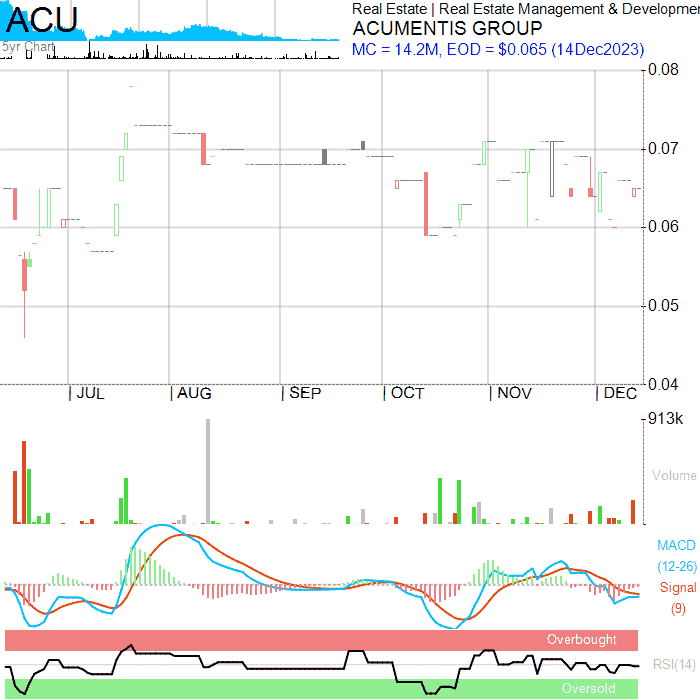 ACU
Real Estate | Real Estate Management & Developmen
ACUMENTIS GROUP
5yr Chart
MC = 14.2M, EOD = $0.065 (14Dec2023)
0.08
0.07
0.06
0.05
0.04
JUL AUG SEP OCT NOV DEC
913k
Volume
MACD
(12-26)
Signal
(9)
Overbought
RSI(14)
Oversold